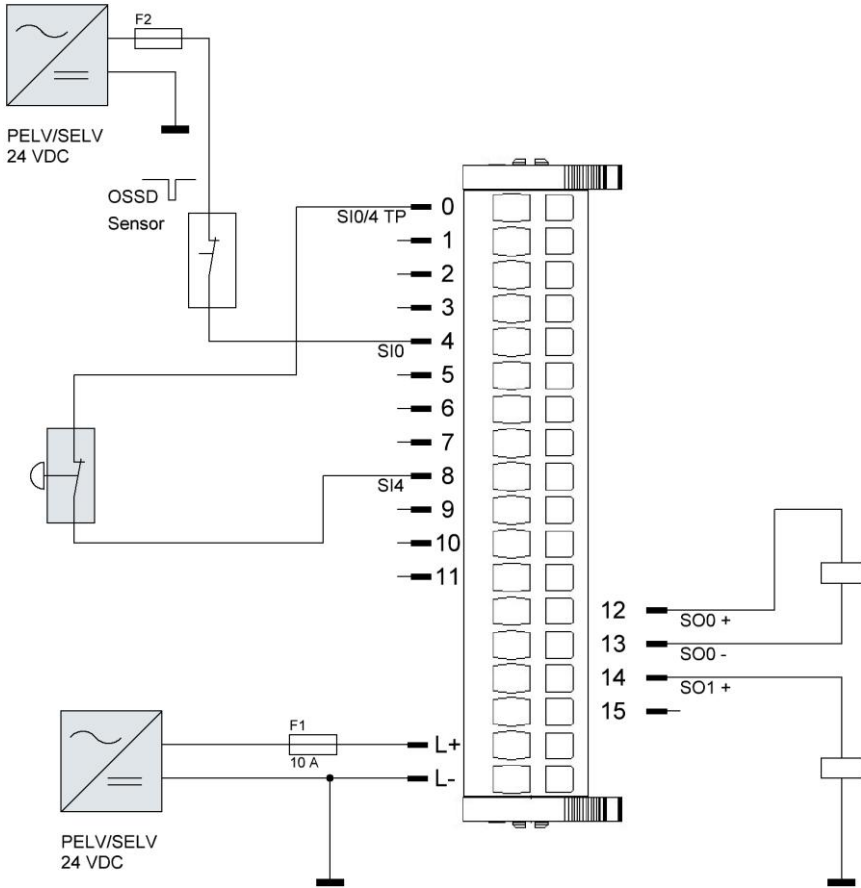 F2
PELV/SELV
24 VDC
OSSD
Sensor
SI0/4 TP
0
1
2
3
SI0
4
5
6
7
SI4
8
9
10
11
12
SO0 +
13
SO0 -
14
SO1 +
15
F1
10 A
L+
L-
PELV/SELV
24 VDC